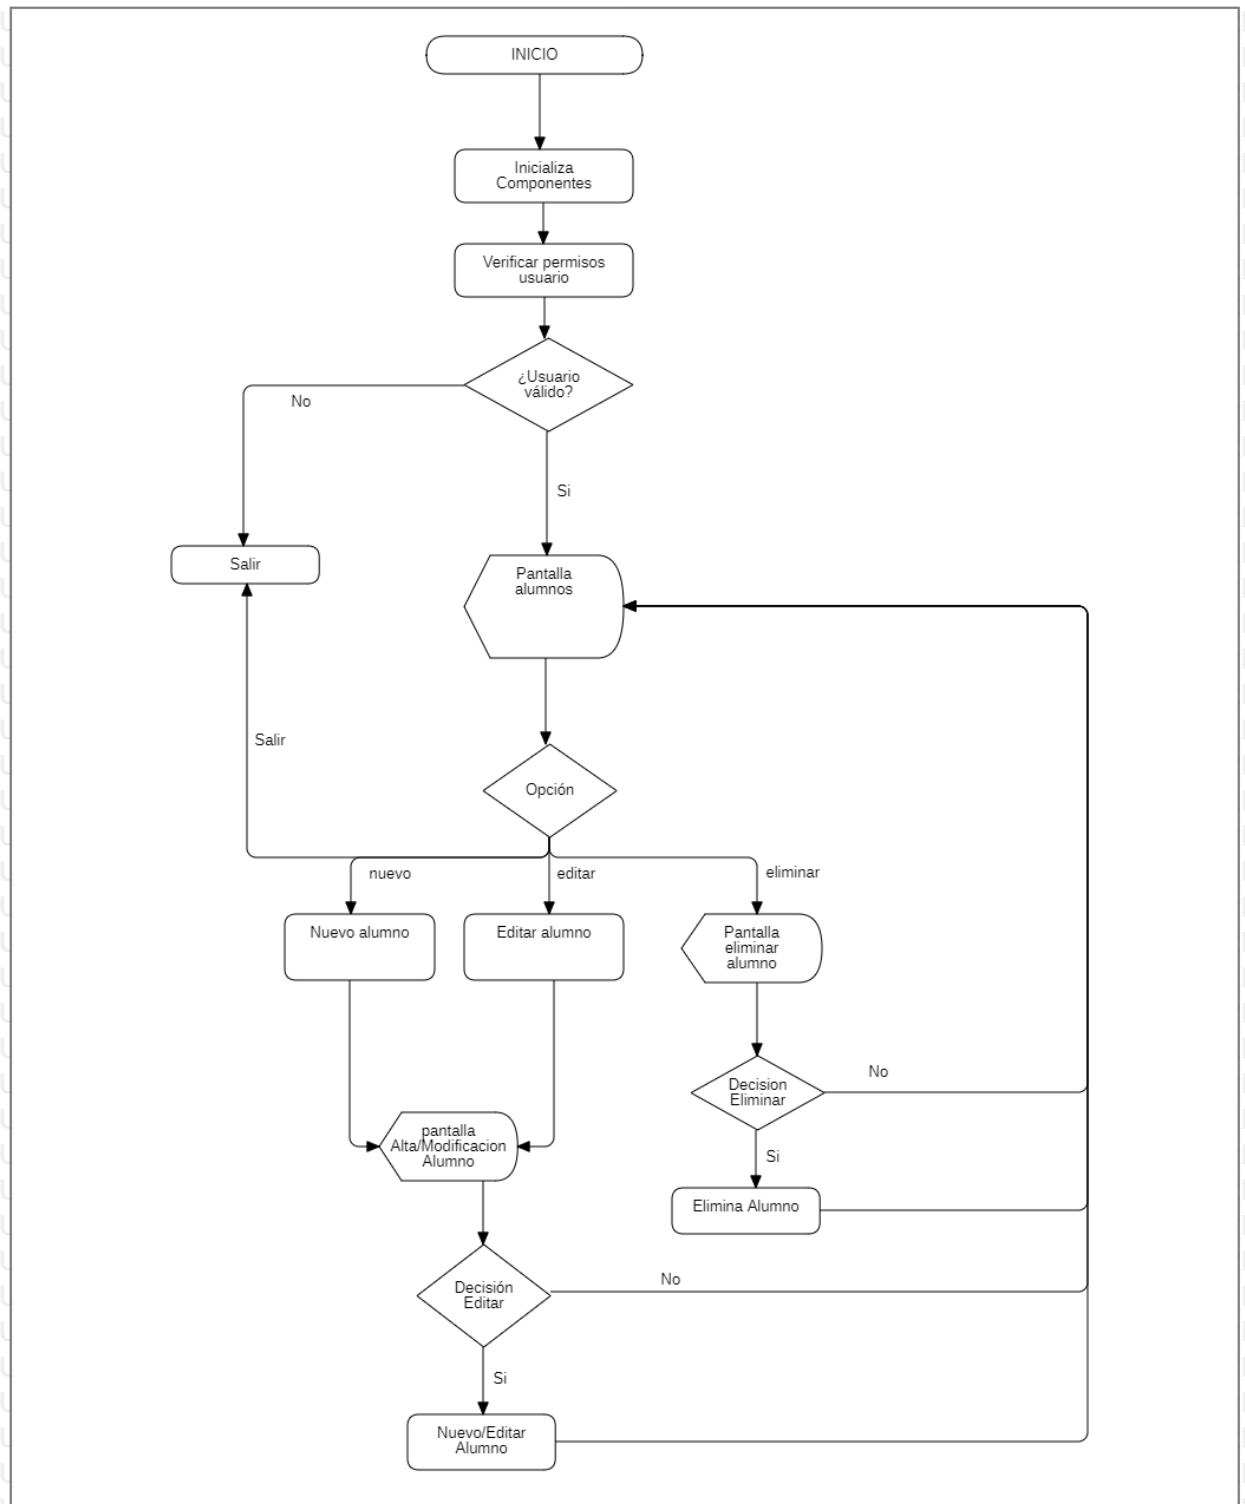 INICIO
Inicializa
Componentes
Verificar permisos
usuario
¿Usuario
válido?
No
Si
Salir
Pantalla
alumnos
Salir
Opción
nuevo
editar
eliminar
Nuevo alumno
Editar alumno
Pantalla
eliminar
alumno
Decision
Eliminar
No
pantalla
Alta/Modificacion
Alumno
Si
Elimina Alumno
Decisión
Editar
No
Si
Nuevo/Editar
Alumno